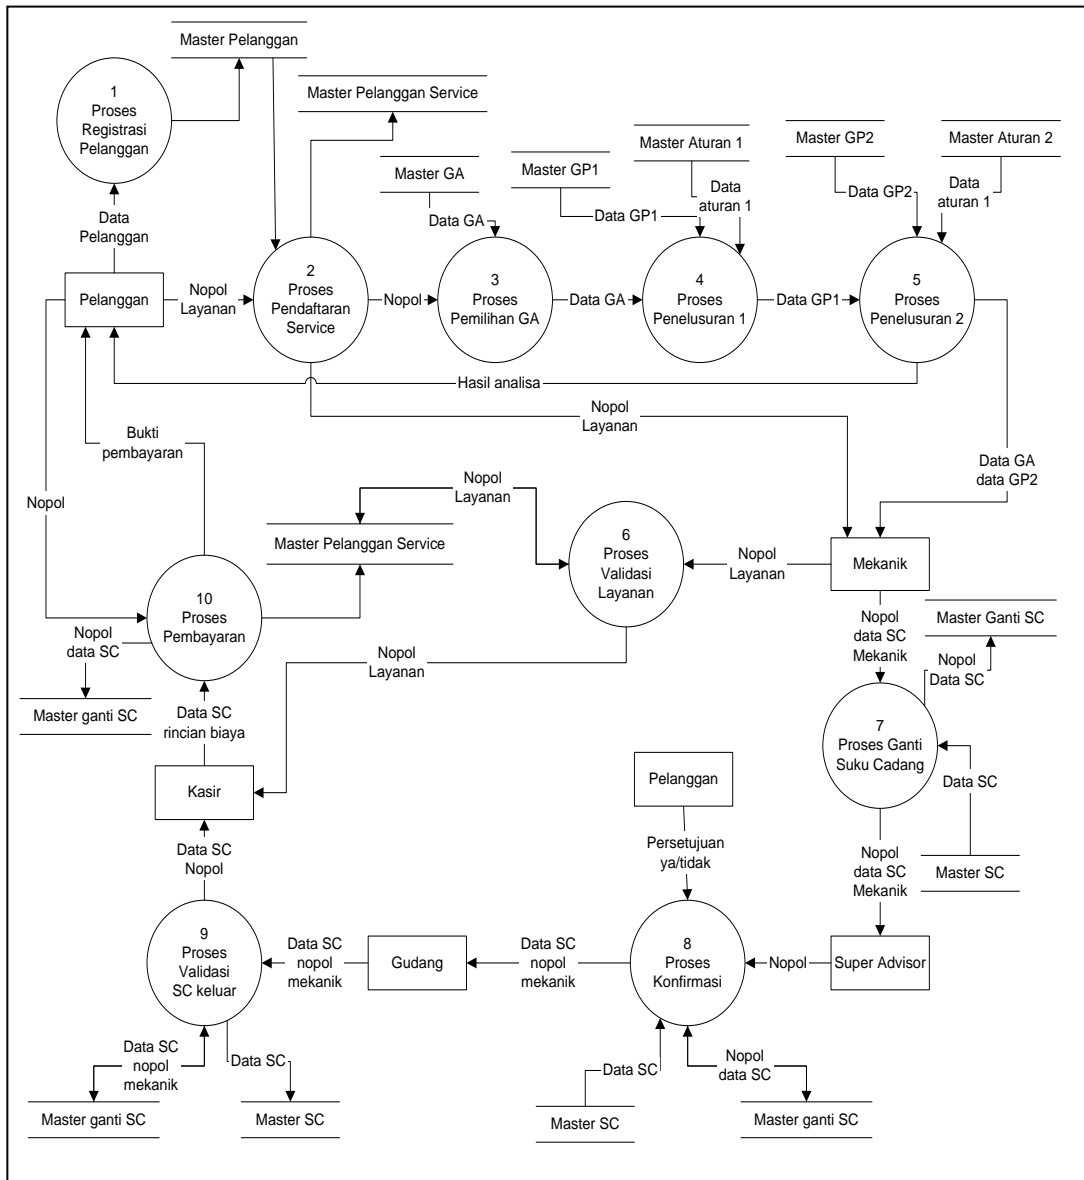 Master Pelanggan
1
Proses
Registrasi
Pelanggan
Master Pelanggan Service
Master GA
Master GP1
Master Aturan 1
Master GP2
Master Aturan 2
Data
Pelanggan
Data GA
Data GP1
Data
aturan 1
Data GP2
Data
aturan 1
Pelanggan
Nopol
Layanan
2
Proses
Pendaftaran
Service
Nopol
3
Proses
Pemilihan GA
Data GA
4
Proses
Penelusuran 1
Data GP1
5
Proses
Penelusuran 2
Hasil analisa
Nopol
Layanan
Bukti
pembayaran
Data GA
data GP2
Nopol
Nopol
Layanan
Master Pelanggan Service
6
Proses
Validasi
Layanan
Nopol
Layanan
Mekanik
10
Proses
Pembayaran
Nopol
data SC
Nopol
Layanan
Nopol
data SC
Mekanik
Master Ganti SC
Nopol
Data SC
Master ganti SC
Data SC
rincian biaya
7
Proses Ganti
Suku Cadang
Kasir
Pelanggan
Data SC
Data SC
Nopol
Persetujuan
ya/tidak
Nopol
data SC
Mekanik
Master SC
9
Proses
Validasi
SC keluar
Data SC
nopol
mekanik
Gudang
Data SC
nopol
mekanik
8
Proses
Konfirmasi
Nopol
Super Advisor
Data SC
nopol
mekanik
Data SC
Data SC
Nopol
data SC
Master ganti SC
Master SC
Master SC
Master ganti SC